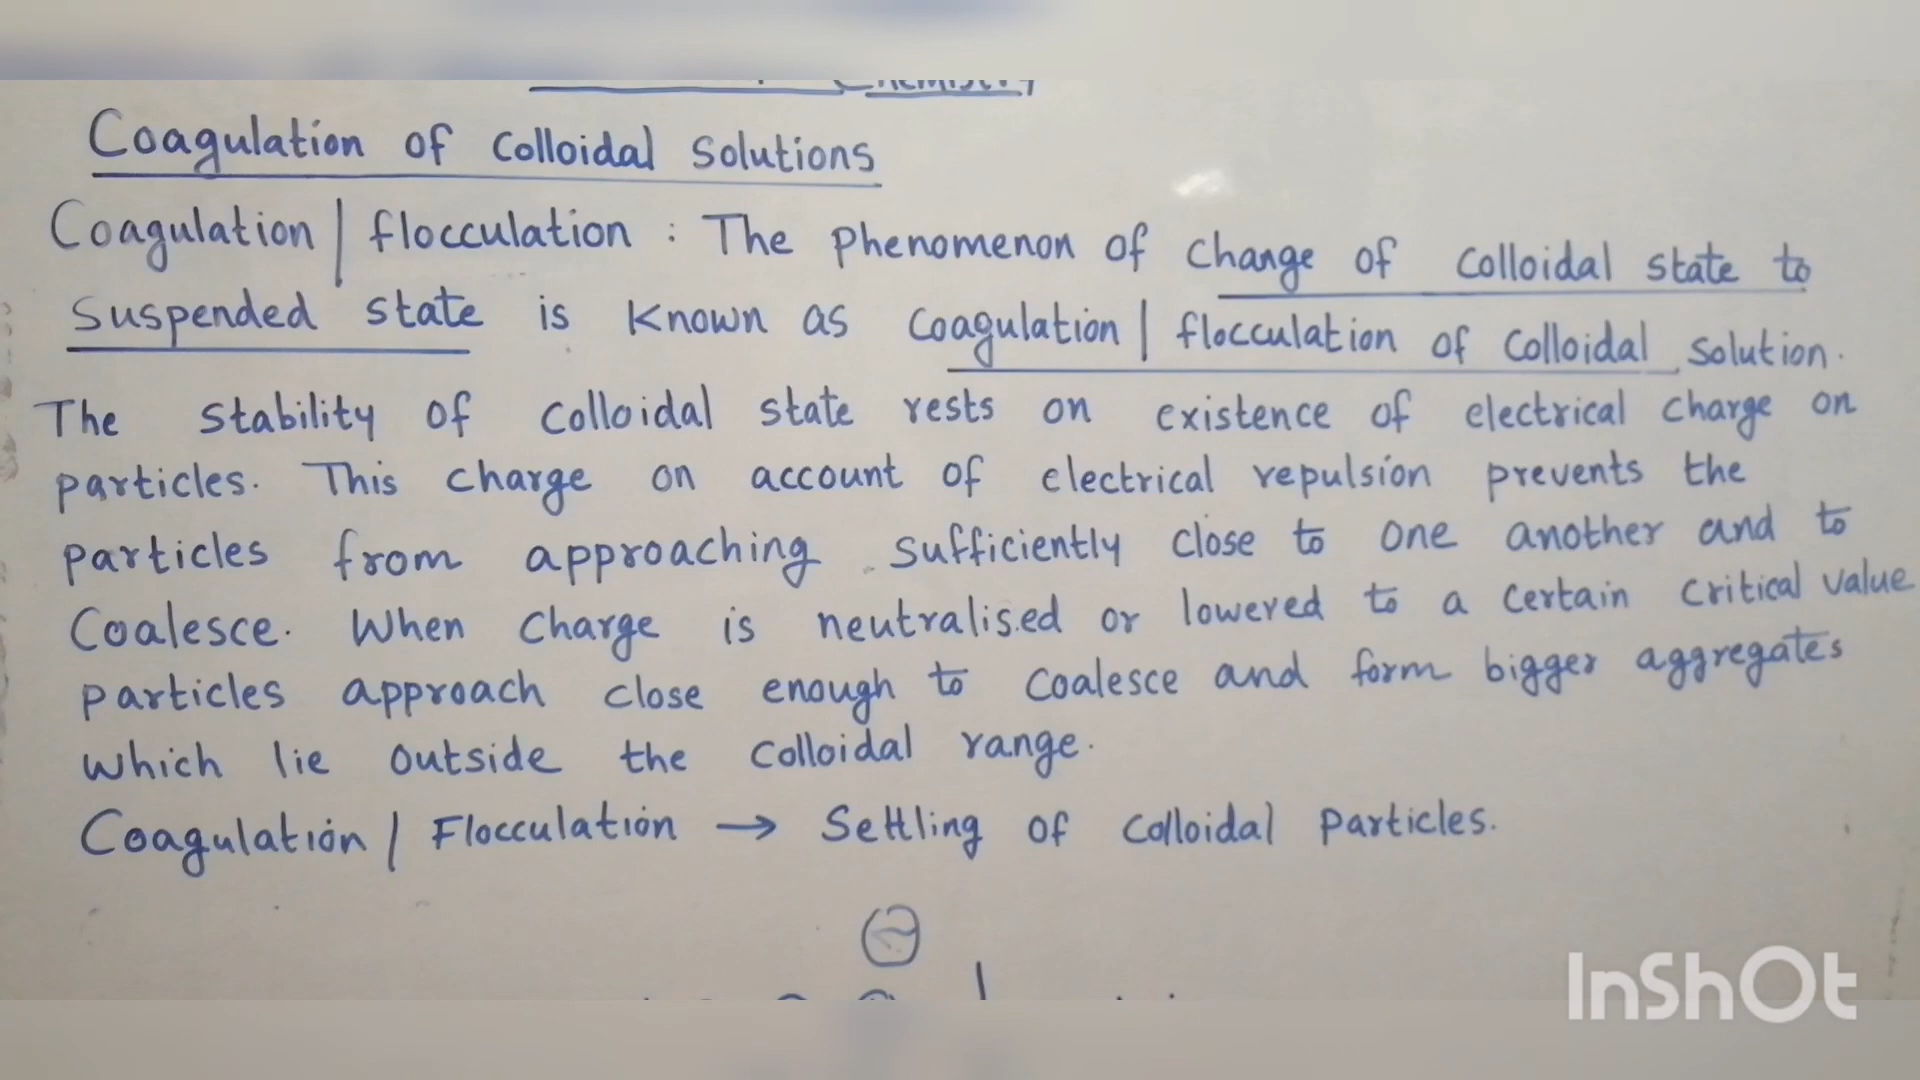 Chemistry
Coagulation of Colloidal Solutions
Coagulation | flocculation : The Phenomenon of Change of Colloidal state to
Suspended state is Known as Coagulation | flocculation of Colloidal Solution.
The Stability of Colloidal state rests on existence of electrical charge on
particles. This charge on account of electrical repulsion prevents the
particles from approaching sufficiently close to one another and to
Coalesce. When charge is neutralised or lowered to a certain critical value
particles approach close enough to coalesce and form bigger aggregates
which lie outside the colloidal range.
Coagulation / Flocculation → Settling of Colloidal Particles.
InShOt